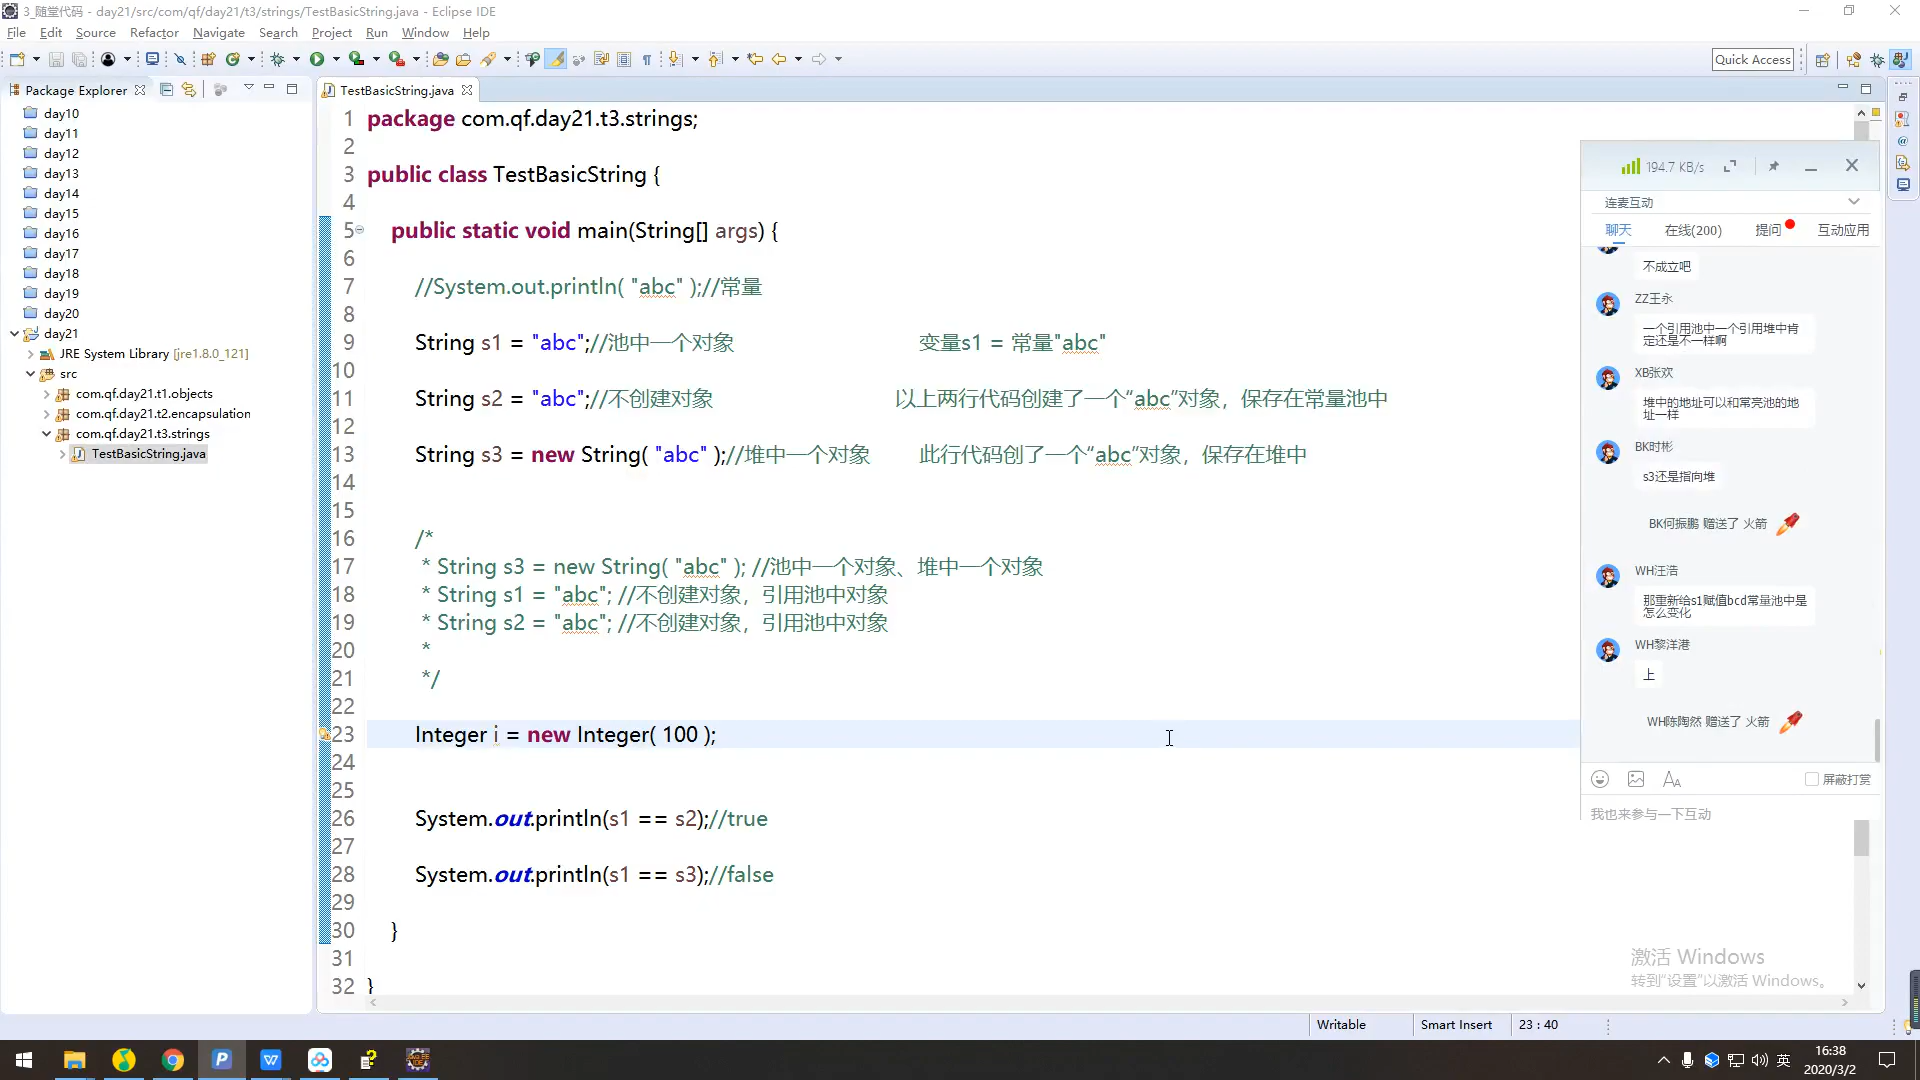 3_随堂代码 - day21/src/com/qf/day21/t3/strings/TestBasicString.java - Eclipse IDE
File Edit Source Refactor Navigate Search Project Run Window Help
Quick Access
Package Explorer
day10
day11
day12
day13
day14
day15
day16
day17
day18
day19
day20
day21
JRE System Library [jre1.8.0_121]
src
com.qf.day21.t1.objects
com.qf.day21.t2.encapsulation
com.qf.day21.t3.strings
TestBasicString.java
TestBasicString.java
1 package com.qf.day21.t3.strings;
2
3 public class TestBasicString {
4
5 public static void main(String[] args) {
6
7 //System.out.println( "abc" );//常量
8
9 String s1 = "abc";//池中一个对象 变量s1 = 常量"abc"
10
11 String s2 = "abc";//不创建对象 以上两行代码创建了一个“abc”对象，保存在常量池中
12
13 String s3 = new String( "abc" );//堆中一个对象 此行代码创了一个“abc”对象，保存在堆中
14
15
16 /*
17 * String s3 = new String( "abc" ); //池中一个对象、堆中一个对象
18 * String s1 = "abc"; //不创建对象，引用池中对象
19 * String s2 = "abc"; //不创建对象，引用池中对象
20 *
21 */
22
23 Integer i = new Integer( 100 );
24
25
26 System.out.println(s1 == s2);//true
27
28 System.out.println(s1 == s3);//false
29
30 }
31
32 }
194.7 KB/s
连麦互动
聊天 在线(200) 提问 互动应用
不成立吧
ZZ王永
一个引用池中一个引用堆中肯
定还是不一样啊
XB张欢
堆中的地址可以和常亮池的地
址一样
BK时彬
s3还是指向堆
BK何振鹏 赠送了 火箭
WH汪浩
那重新给s1赋值bcd常量池中是
怎么变化
WH黎洋港
上
WH陈陶然 赠送了 火箭
屏蔽打赏
我也来参与一下互动
激活 Windows
转到“设置”以激活 Windows。
Writable Smart Insert 23 : 40
英
16:38
2020/3/2